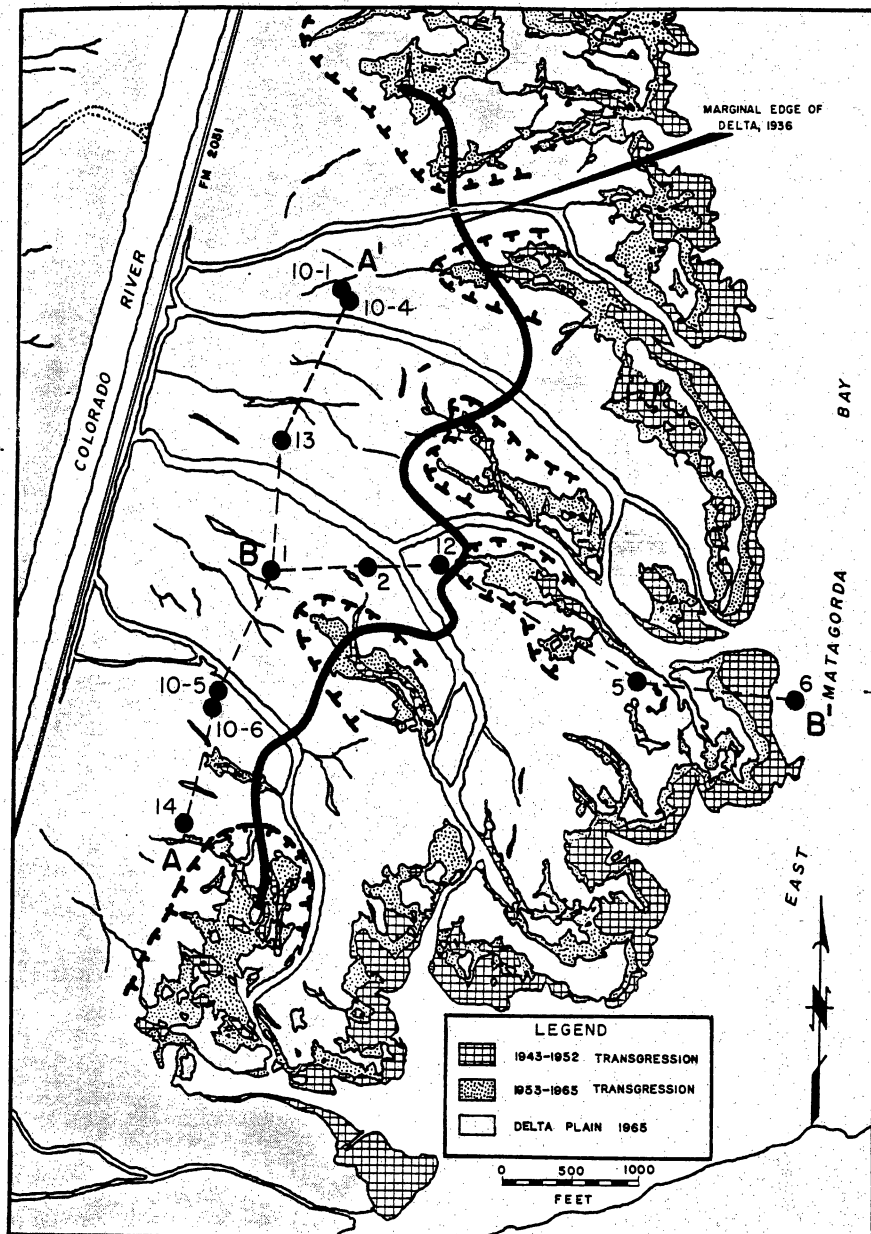 MARGINAL EDGE OF
DELTA, 1936
FM 2031
COLORADO
RIVER
10-1
A'
10-4
13
B
1
2
12
10-5
10-6
5
6
B
14
A
EAST
MATAGORDA
BAY
LEGEND
1943-1952 TRANSGRESSION
1953-1965 TRANSGRESSION
DELTA PLAIN 1965
0 500 1000
FEET